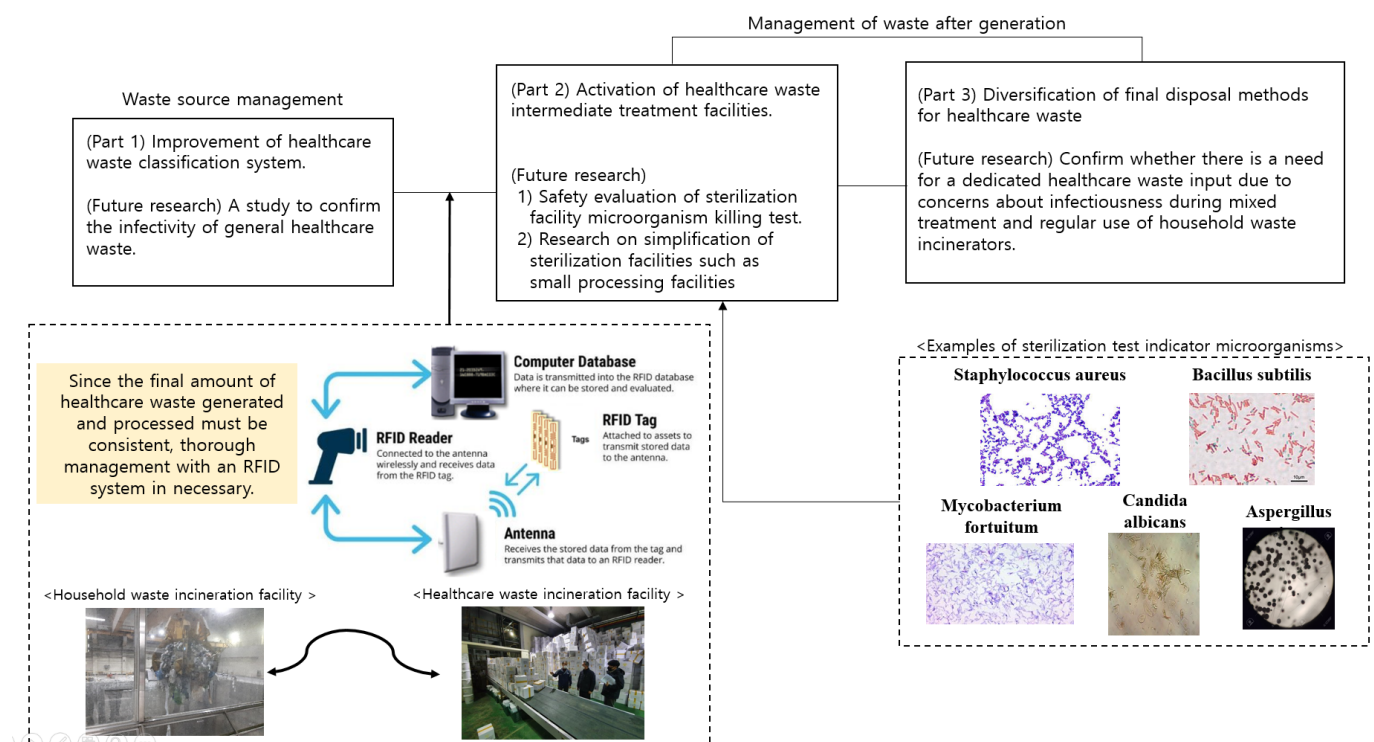 Management of waste after generation
Waste source management
(Part 1) Improvement of healthcare
waste classification system.
(Future research) A study to confirm
the infectivity of general healthcare
waste.
(Part 2) Activation of healthcare waste
intermediate treatment facilities.
(Future research)
1) Safety evaluation of sterilization
facility microorganism killing test.
2) Research on simplification of
sterilization facilities such as
small processing facilities
(Part 3) Diversification of final disposal methods
for healthcare waste
(Future research) Confirm whether there is a need
for a dedicated healthcare waste input due to
concerns about infectiousness during mixed
treatment and regular use of household waste
incinerators.
Since the final amount of
healthcare waste generated
and processed must be
consistent, thorough
management with an RFID
system in necessary.
Computer Database
Data is transmitted into the RFID database
where it can be stored and evaluated.
RFID Tag
Attached to assets to
transmit stored data
to the antenna.
Tags
RFID Reader
Connected to the antenna
wirelessly and receives data
from the RFID tag.
Antenna
Receives the stored data from the tag and
transmits that data to an RFID reader.
<Household waste incineration facility >
<Healthcare waste incineration facility >
<Examples of sterilization test indicator microorganisms>
Staphylococcus aureus
Bacillus subtilis
10μm
Mycobacterium
fortuitum
Candida
albicans
Aspergillus